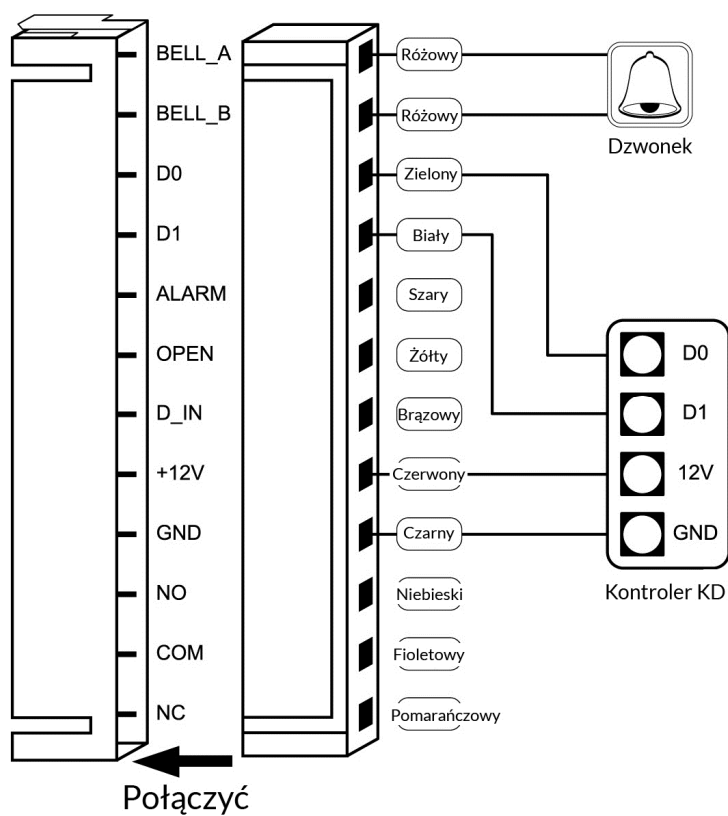 BELL_A
Różowy
BELL_B
Różowy
Dzwonek
D0
Zielony
D1
Biały
ALARM
Szary
OPEN
Żółty
D0
D_IN
Brązowy
D1
+12V
Czerwony
12V
GND
Czarny
GND
NO
Niebieski
Kontroler KD
COM
Fioletowy
NC
Pomarańczowy
Połączyć